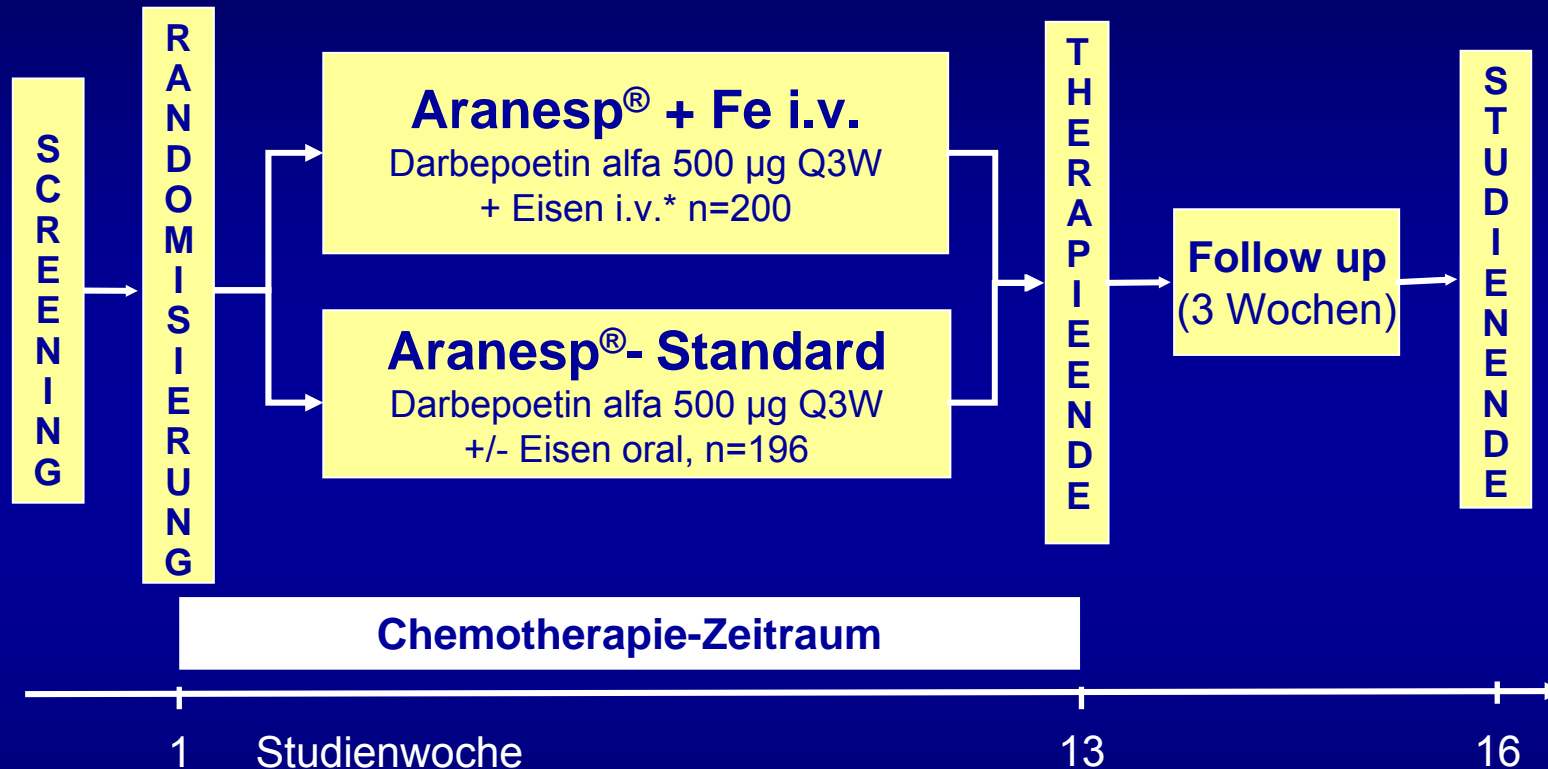 SCREENING
RANDOMISIERUNG
Aranesp® + Fe i.v.
Darbepoetin alfa 500 µg Q3W
+ Eisen i.v.* n=200
Aranesp®- Standard
Darbepoetin alfa 500 µg Q3W
+/- Eisen oral, n=196
THERAPIEENDE
Follow up
(3 Wochen)
STUDIENENDE
Chemotherapie-Zeitraum
1 Studienwoche 13 16